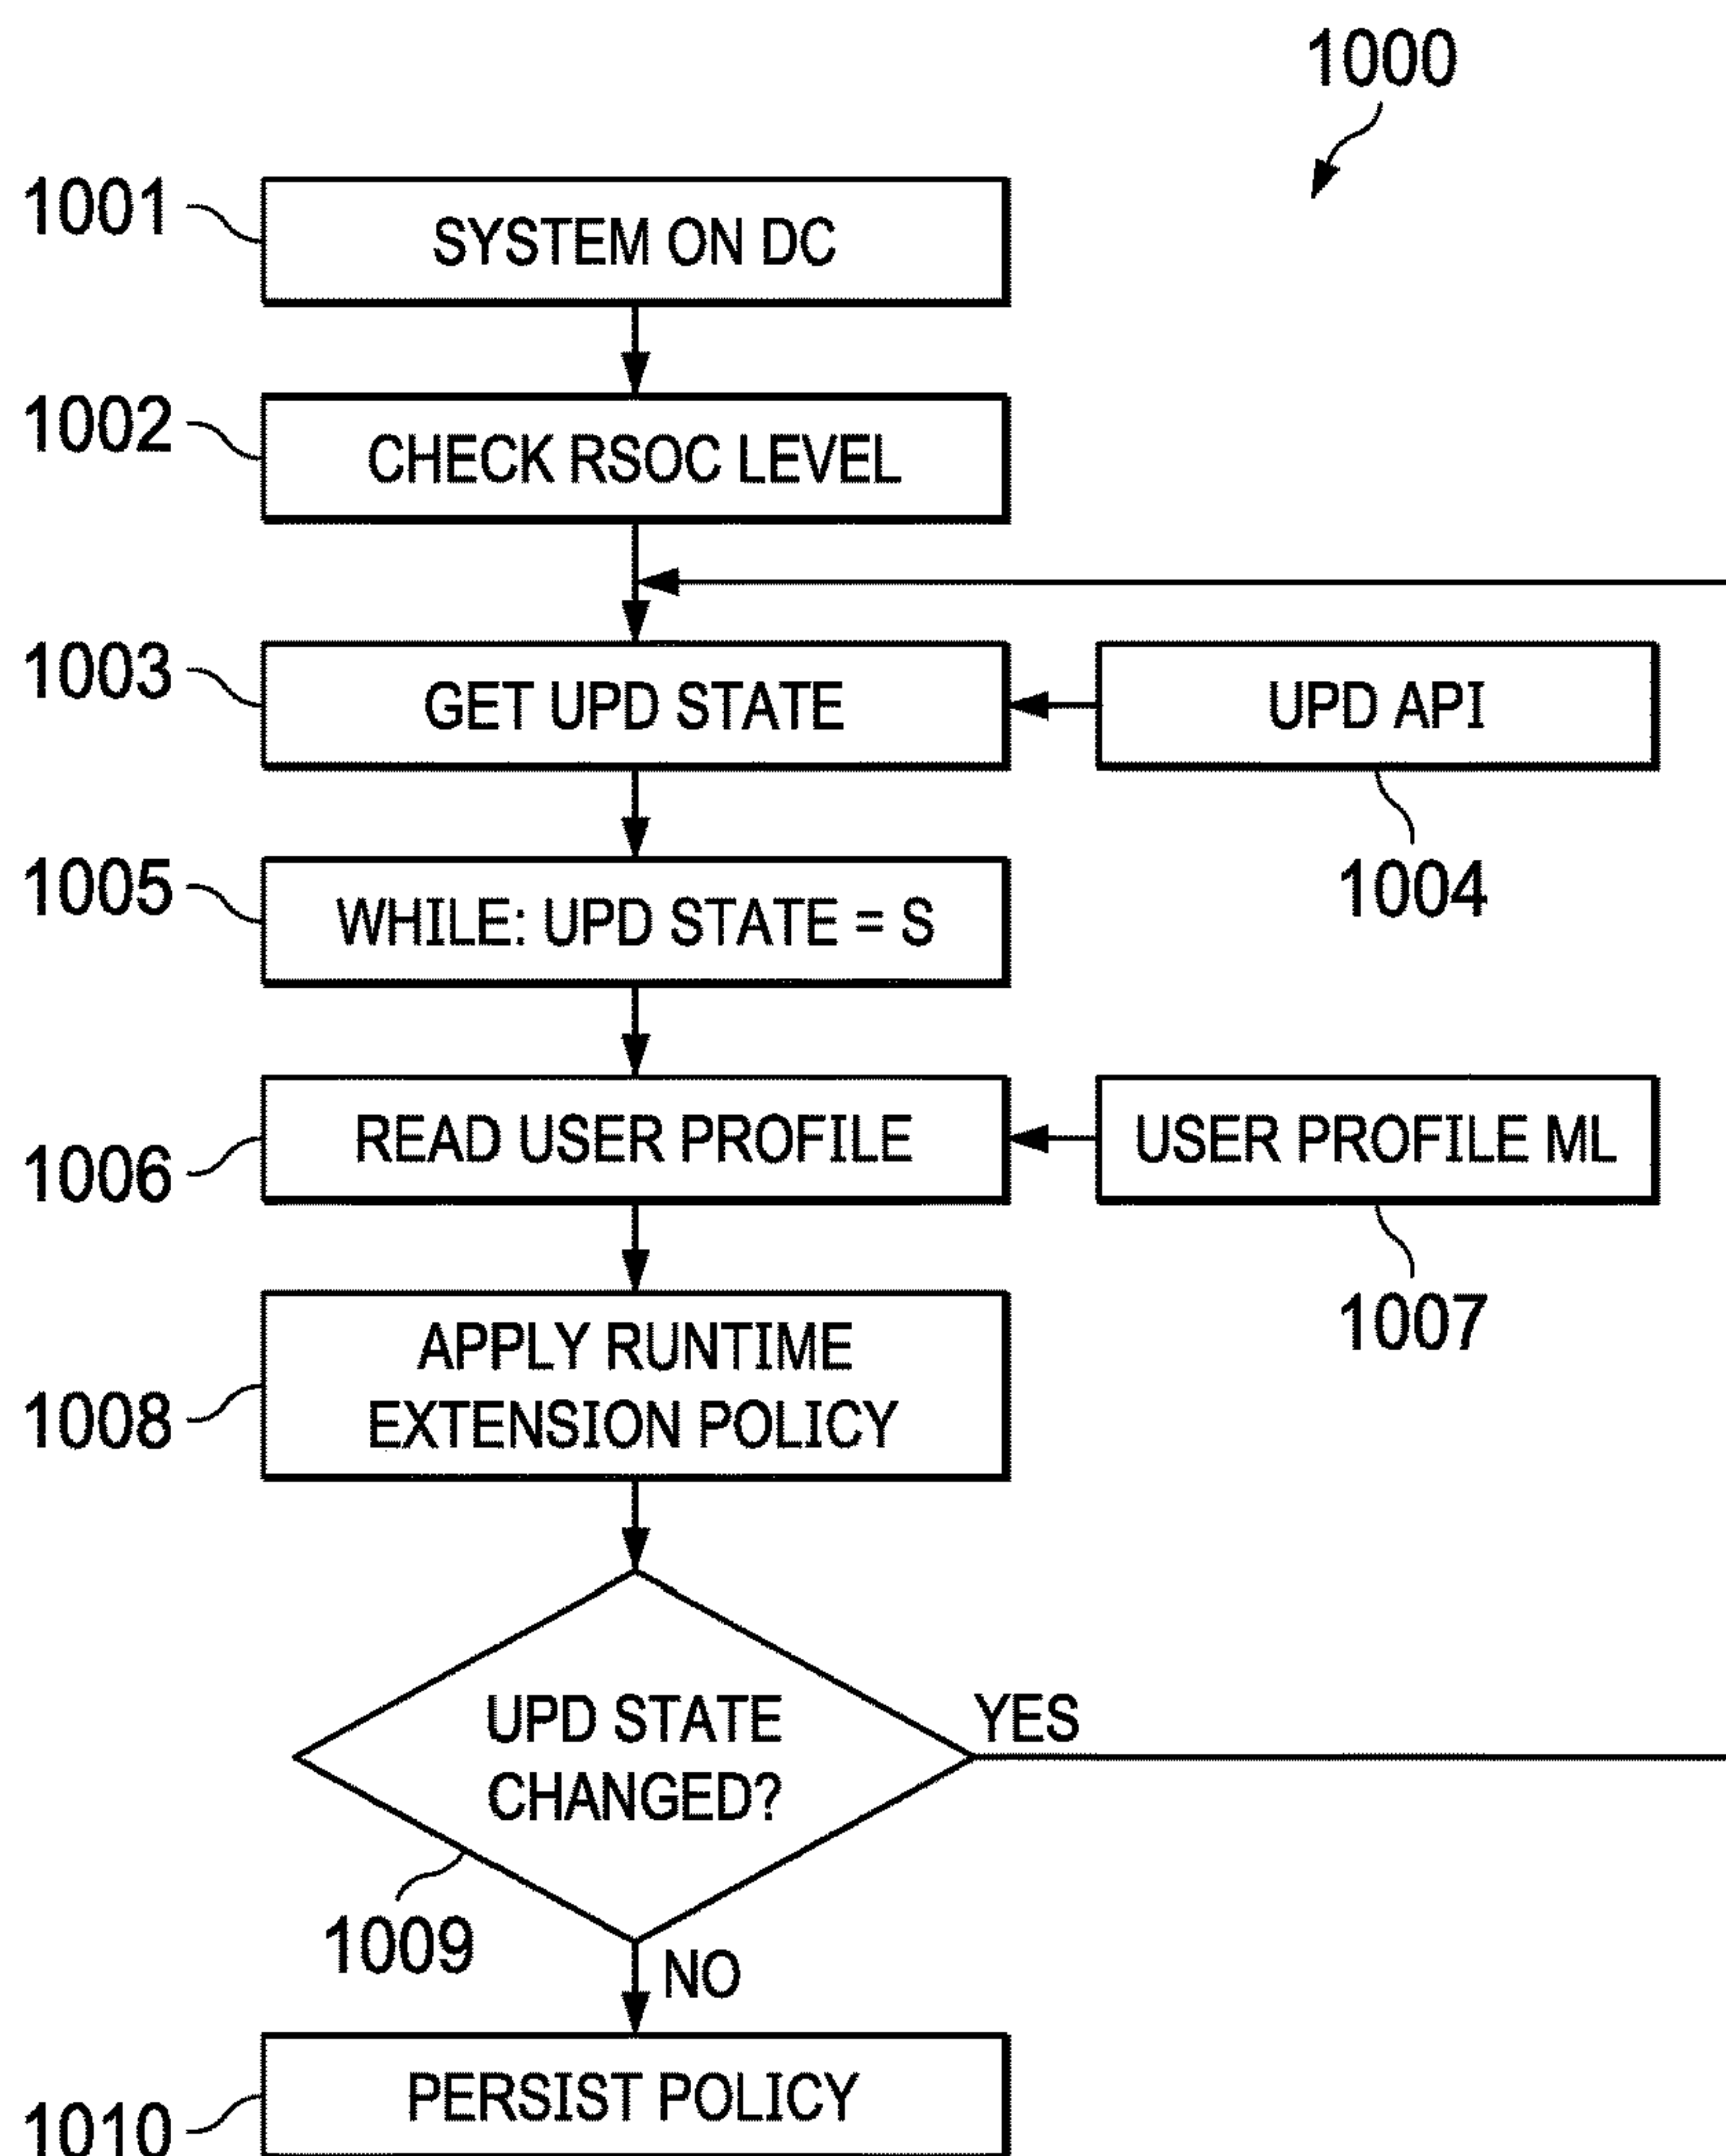 1000
1001
SYSTEM ON DC
1002
CHECK RSOC LEVEL
1003
GET UPD STATE
UPD API
1004
1005
WHILE: UPD STATE = S
1006
READ USER PROFILE
USER PROFILE ML
1007
1008
APPLY RUNTIME
EXTENSION POLICY
UPD STATE
CHANGED?
YES
1009
NO
1010
PERSIST POLICY